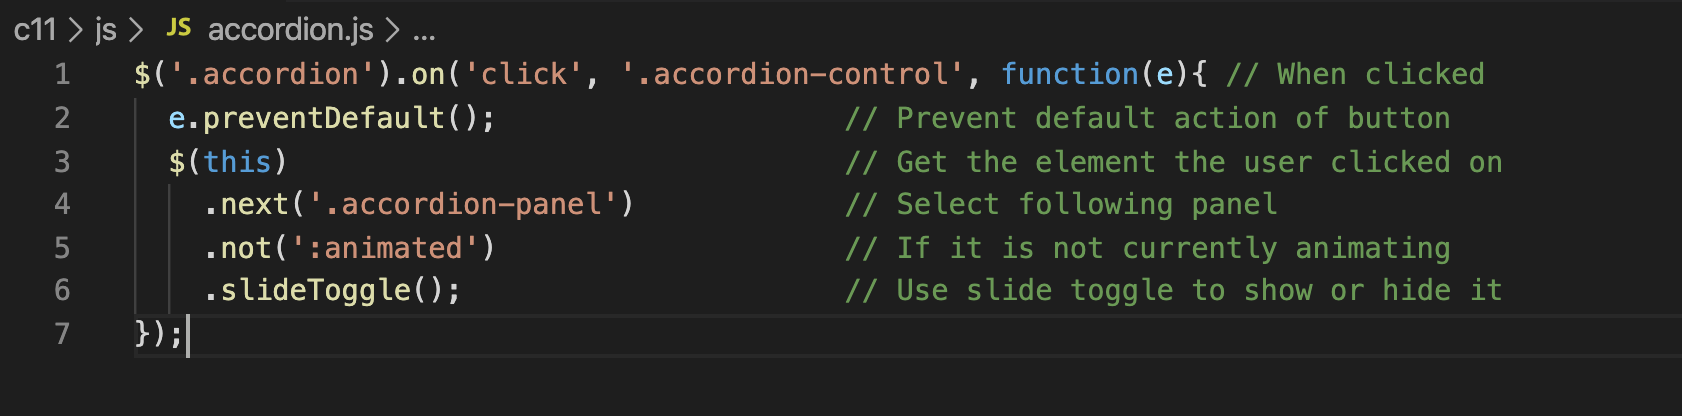 c11 > js > JS accordion.js > ...
1 $('.accordion').on('click', '.accordion-control', function(e){ // When clicked
2   e.preventDefault();                    // Prevent default action of button
3   $(this)                                // Get the element the user clicked on
4     .next('.accordion-panel')            // Select following panel
5     .not(':animated')                    // If it is not currently animating
6     .slideToggle();                      // Use slide toggle to show or hide it
7 });